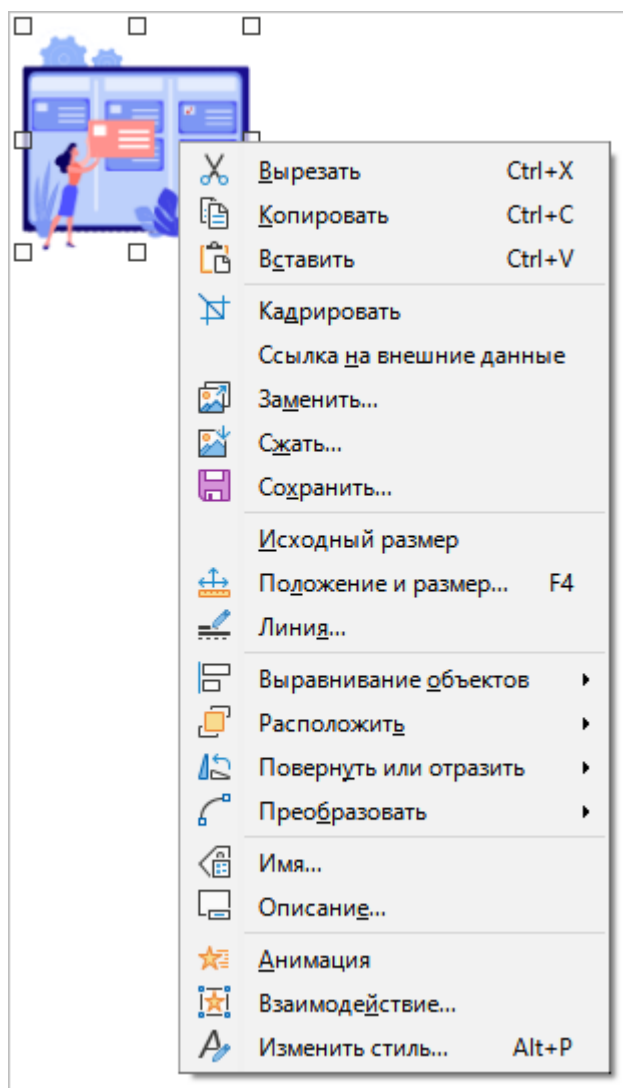 Вырезать Ctrl+X
Копировать Ctrl+C
Вставить Ctrl+V
Кадрировать
Ссылка на внешние данные
Заменить...
Сжать...
Сохранить...
Исходный размер
Положение и размер... F4
Линия...
Выравнивание объектов
Расположить
Повернуть или отразить
Преобразовать
Имя...
Описание...
Анимация
Взаимодействие...
Изменить стиль... Alt+P